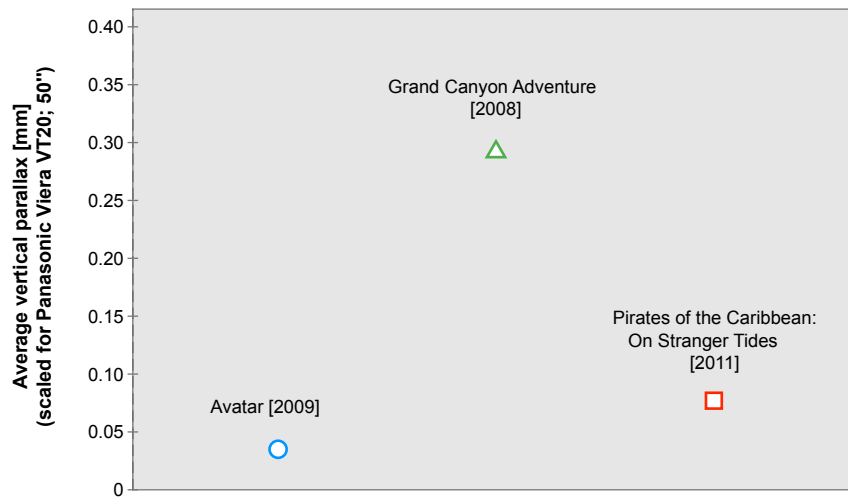 Average vertical parallax [mm]
(scaled for Panasonic Viera VT20; 50")
0.40
0.35
0.30
0.25
0.20
0.15
0.10
0.05
0
Grand Canyon Adventure
[2008]
Pirates of the Caribbean:
On Stranger Tides
[2011]
Avatar [2009]